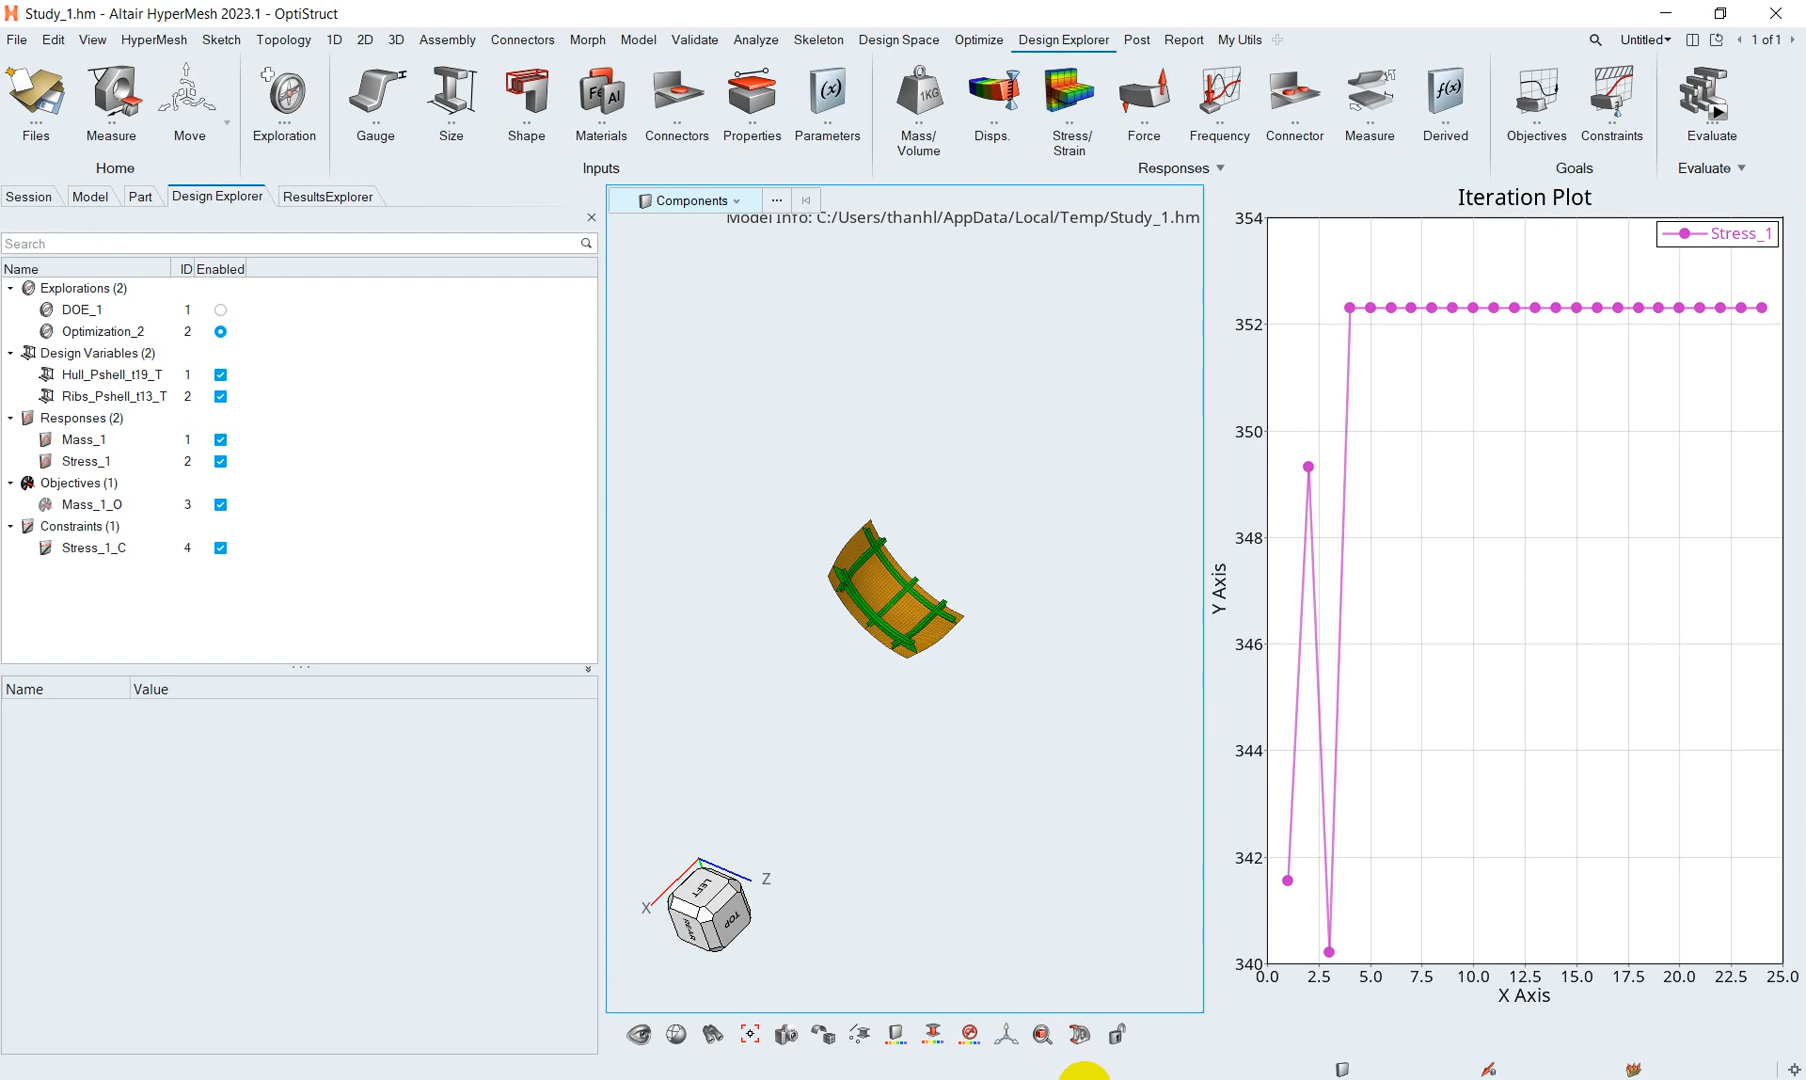 Study_1.hm - Altair HyperMesh 2023.1 - OptiStruct
File Edit View HyperMesh Sketch Topology 1D 2D 3D Assembly Connectors Morph Model Validate Analyze Skeleton Design Space Optimize Design Explorer Post Report My Utils Untitled 1 of 1
1KG Fe Al (x) f(x)
Files Measure Move Exploration Gauge Size Shape Materials Connectors Properties Parameters Mass/ Volume Disps. Stress/ Strain Force Frequency Connector Measure Derived Objectives Constraints Evaluate
Home Inputs Responses Goals Evaluate
Session Model Part Design Explorer ResultsExplorer
Search
Name ID Enabled
Explorations (2)
DOE_1 1
Optimization_2 2
Design Variables (2)
Hull_Pshell_t19_T 1
Ribs_Pshell_t13_T 2
Responses (2)
Mass_1 1
Stress_1 2
Objectives (1)
Mass_1_O 3
Constraints (1)
Stress_1_C 4
Name Value
Components
Model Info: C:/Users/thanhl/AppData/Local/Temp/Study_1.hm
X Z
LEFT
REAR TOP
Iteration Plot
Stress_1
354
352
350
348
346
344
342
340
Y Axis
0.0 2.5 5.0 7.5 10.0 12.5 15.0 17.5 20.0 22.5 25.0
X Axis